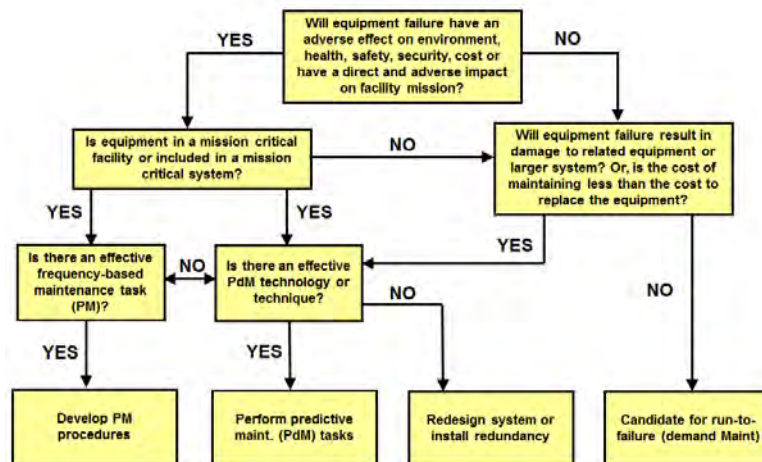 Will equipment failure have an
adverse effect on environment,
health, safety, security, cost or
have a direct and adverse impact
on facility mission?
YES
NO
Is equipment in a mission critical
facility or included in a mission
critical system?
NO
Will equipment failure result in
damage to related equipment or
larger system? Or, is the cost of
maintaining less than the cost to
replace the equipment?
YES
YES
YES
NO
Is there an effective
frequency-based
maintenance task
(PM)?
NO
Is there an effective
PdM technology or
technique?
NO
YES
YES
Develop PM
procedures
Perform predictive
maint. (PdM) tasks
Redesign system or
install redundancy
Candidate for run-to-
failure (demand Maint)